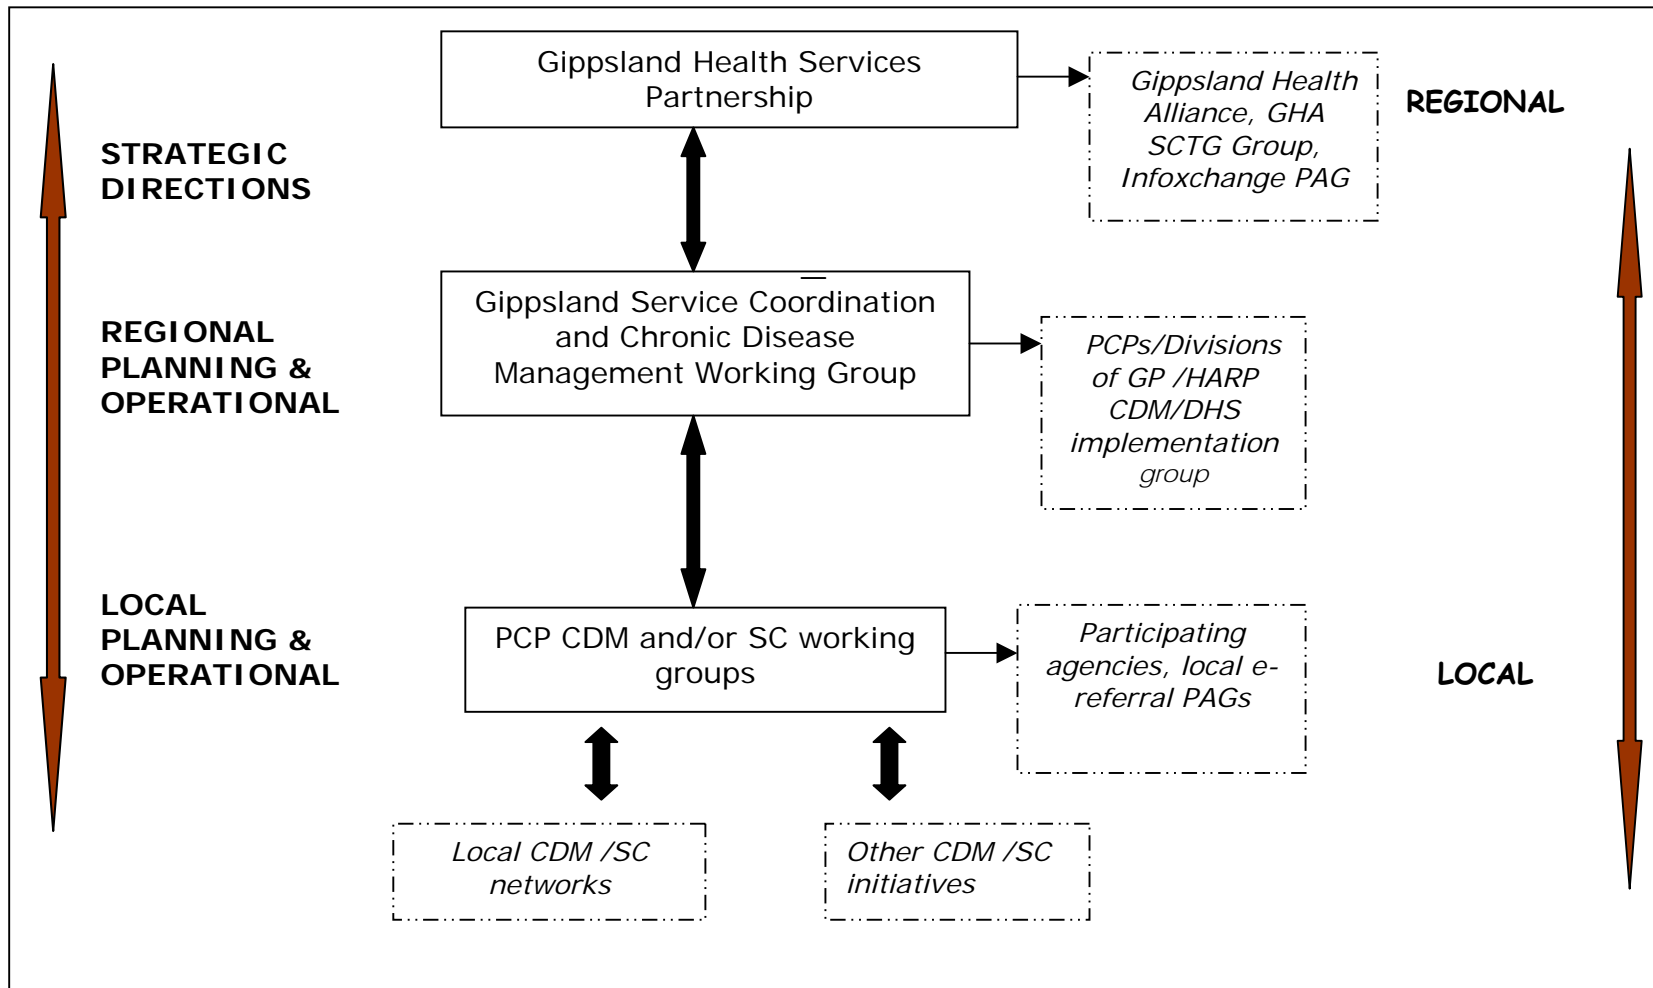 Gippsland Health Services
Partnership
Gippsland Health
Alliance, GHA
SCTG Group,
Infoxchange PAG
REGIONAL
STRATEGIC
DIRECTIONS
Gippsland Service Coordination
and Chronic Disease
Management Working Group
REGIONAL
PLANNING &
OPERATIONAL
PCPs/Divisions
of GP /HARP
CDM/DHS
implementation
group
LOCAL
PLANNING &
OPERATIONAL
PCP CDM and/or SC working
groups
Participating
agencies, local e-
referral PAGs
LOCAL
Local CDM /SC
networks
Other CDM /SC
initiatives